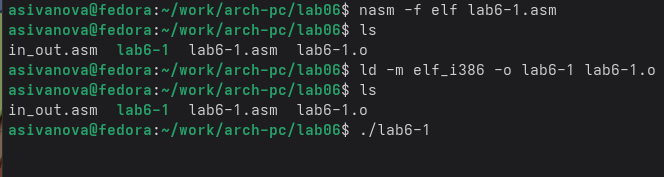 asivanova@fedora:~/work/arch-pc/lab06$ nasm -f elf lab6-1.asm
asivanova@fedora:~/work/arch-pc/lab06$ ls
in_out.asm  lab6-1  lab6-1.asm  lab6-1.o
asivanova@fedora:~/work/arch-pc/lab06$ ld -m elf_i386 -o lab6-1 lab6-1.o
asivanova@fedora:~/work/arch-pc/lab06$ ls
in_out.asm  lab6-1  lab6-1.asm  lab6-1.o
asivanova@fedora:~/work/arch-pc/lab06$ ./lab6-1